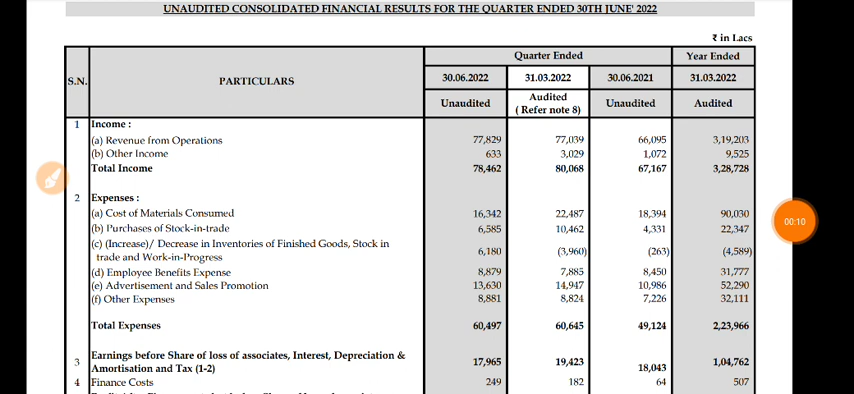 UNAUDITED CONSOLIDATED FINANCIAL RESULTS FOR THE QUARTER ENDED 30TH JUNE' 2022
₹ in Lacs
S.N. PARTICULARS Quarter Ended Year Ended
30.06.2022 31.03.2022 30.06.2021 31.03.2022
Unaudited Audited (Refer note 8) Unaudited Audited
1 Income :
(a) Revenue from Operations 77,829 77,039 66,095 3,19,203
(b) Other Income 633 3,029 1,072 9,525
Total Income 78,462 80,068 67,167 3,28,728
2 Expenses :
(a) Cost of Materials Consumed 16,342 22,487 18,394 90,030
(b) Purchases of Stock-in-trade 6,585 10,462 4,331 22,347
(c) (Increase)/ Decrease in Inventories of Finished Goods, Stock in
trade and Work-in-Progress 6,180 (3,960) (263) (4,589)
(d) Employee Benefits Expense 8,879 7,885 8,450 31,777
(e) Advertisement and Sales Promotion 13,630 14,947 10,986 52,290
(f) Other Expenses 8,881 8,824 7,226 32,111
Total Expenses 60,497 60,645 49,124 2,23,966
3 Earnings before Share of loss of associates, Interest, Depreciation &
Amortisation and Tax (1-2) 17,965 19,423 18,043 1,04,762
4 Finance Costs 249 182 64 507
00:10